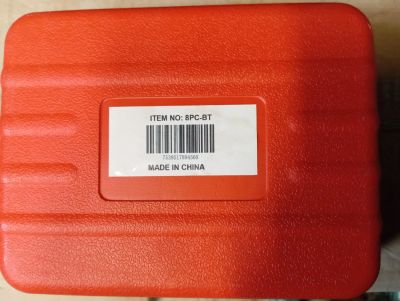 ITEM NO: 8PC-BT
MADE IN CHINA